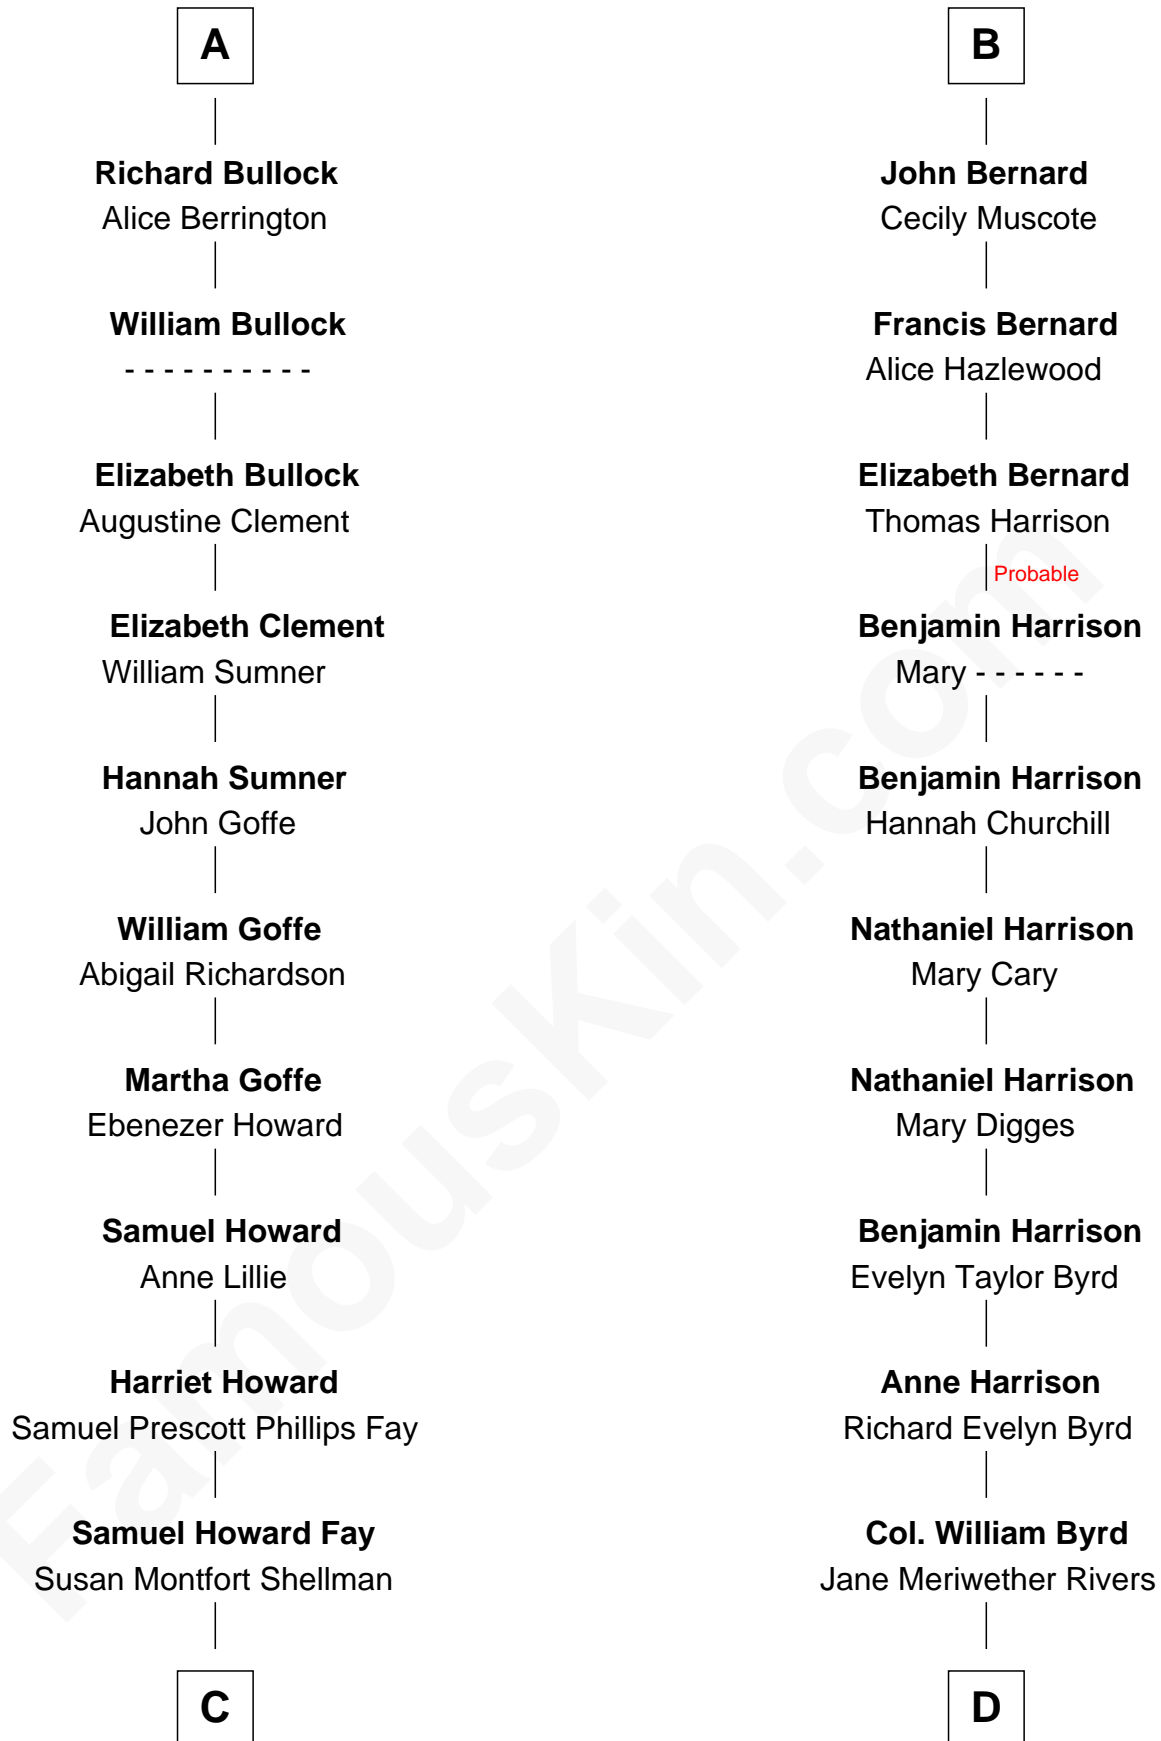 A
Richard Bullock
Alice Berrington
William Bullock
- - - - - - - - - -
Elizabeth Bullock
Augustine Clement
Elizabeth Clement
William Sumner
Hannah Sumner
John Goffe
William Goffe
Abigail Richardson
Martha Goffe
Ebenezer Howard
Samuel Howard
Anne Lillie
Harriet Howard
Samuel Prescott Phillips Fay
Samuel Howard Fay
Susan Montfort Shellman
C
B
John Bernard
Cecily Muscote
Francis Bernard
Alice Hazlewood
Elizabeth Bernard
Thomas Harrison
Probable
Benjamin Harrison
Mary - - - - - -
Benjamin Harrison
Hannah Churchill
Nathaniel Harrison
Mary Cary
Nathaniel Harrison
Mary Digges
Benjamin Harrison
Evelyn Taylor Byrd
Anne Harrison
Richard Evelyn Byrd
Col. William Byrd
Jane Meriwether Rivers
D
FamousKin.com